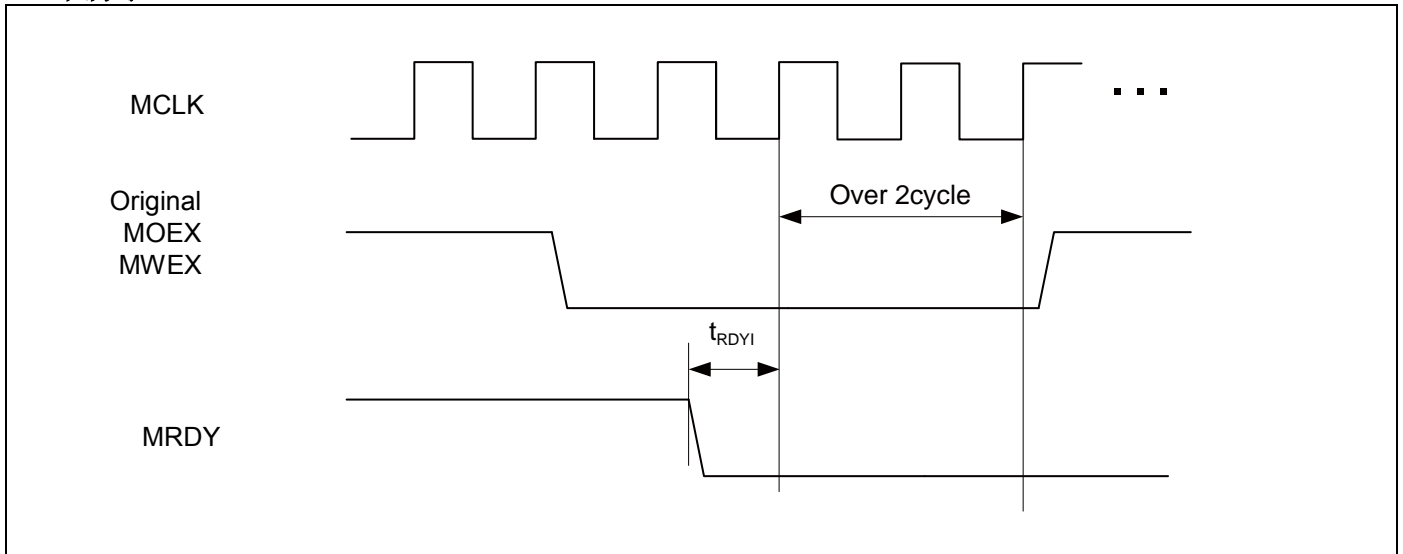 MCLK
. . .
Original
MOEX
MWEX
Over 2cycle
tRDYI
MRDY